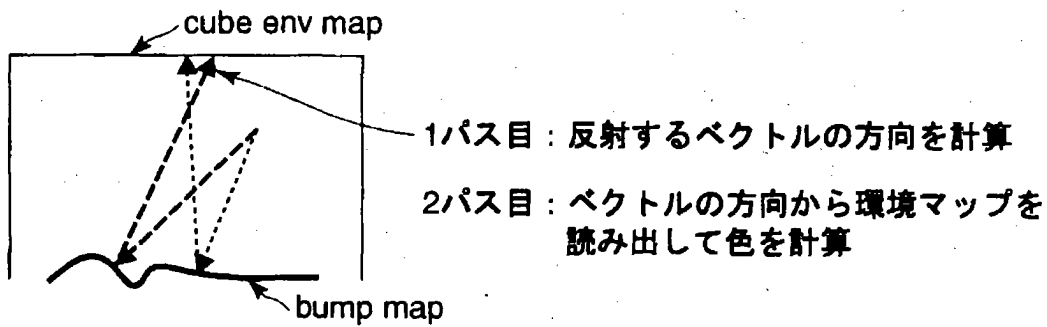 cube env map
1パス目：反射するベクトルの方向を計算
2パス目：ベクトルの方向から環境マップを
読み出して色を計算
bump map